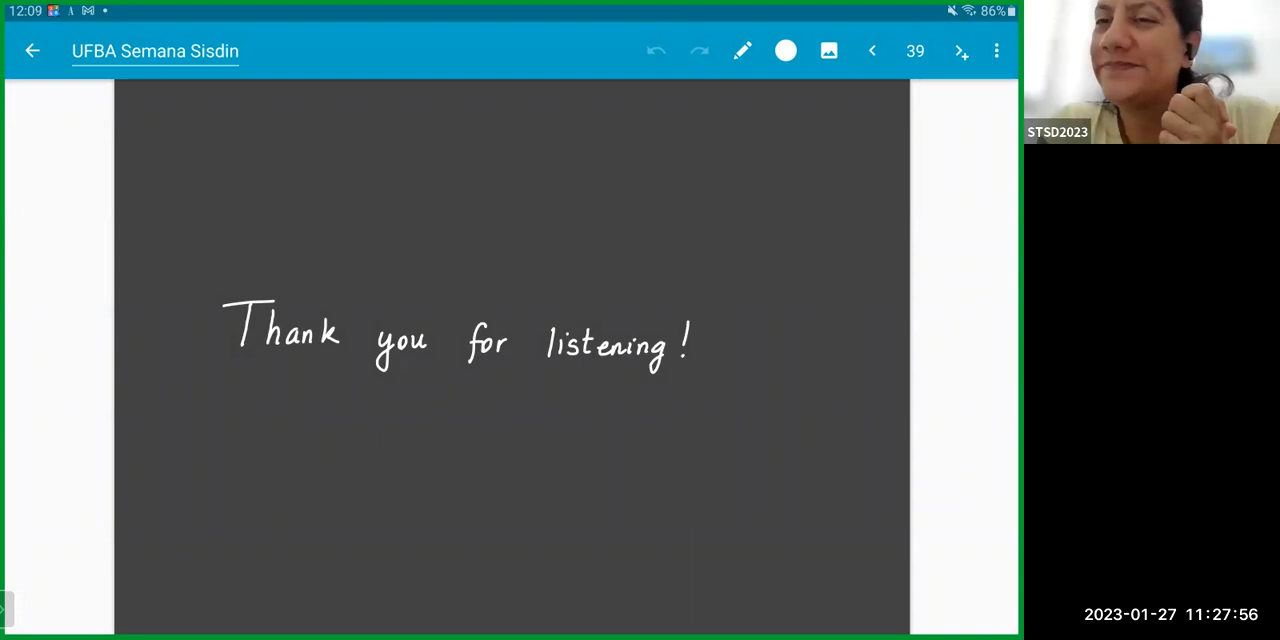 12:09 86%
UFBA Semana Sisdin 39
STSD2023
Thank you for listening!
2023-01-27 11:27:56